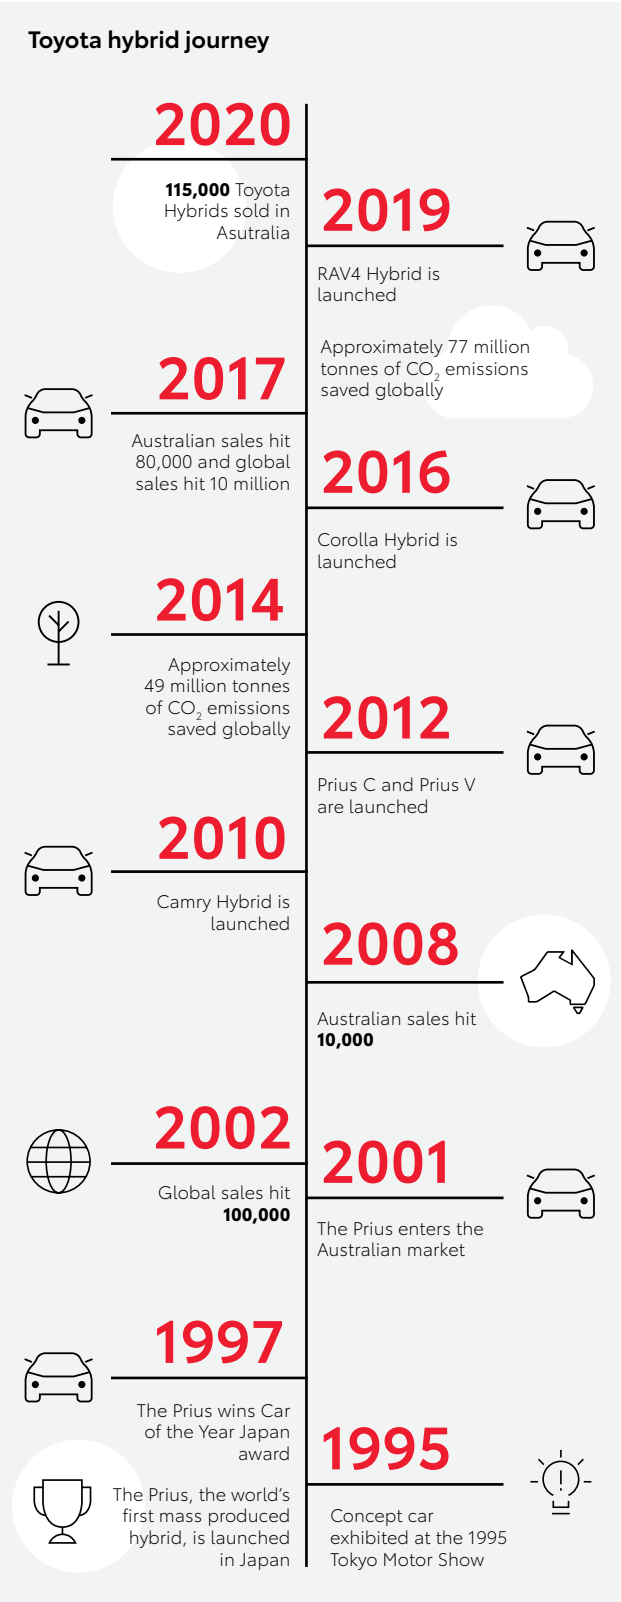 Toyota hybrid journey
2020
115,000 Toyota
Hybrids sold in
Asutralia
2019
RAV4 Hybrid is
launched
Approximately 77 million
tonnes of CO₂ emissions
saved globally
2017
Australian sales hit
80,000 and global
sales hit 10 million
2016
Corolla Hybrid is
launched
2014
Approximately
49 million tonnes
of CO₂ emissions
saved globally
2012
Prius C and Prius V
are launched
2010
Camry Hybrid is
launched
2008
Australian sales hit
10,000
2002
Global sales hit
100,000
2001
The Prius enters the
Australian market
1997
The Prius wins Car
of the Year Japan
award
The Prius, the world’s
first mass produced
hybrid, is launched
in Japan
1995
Concept car
exhibited at the 1995
Tokyo Motor Show